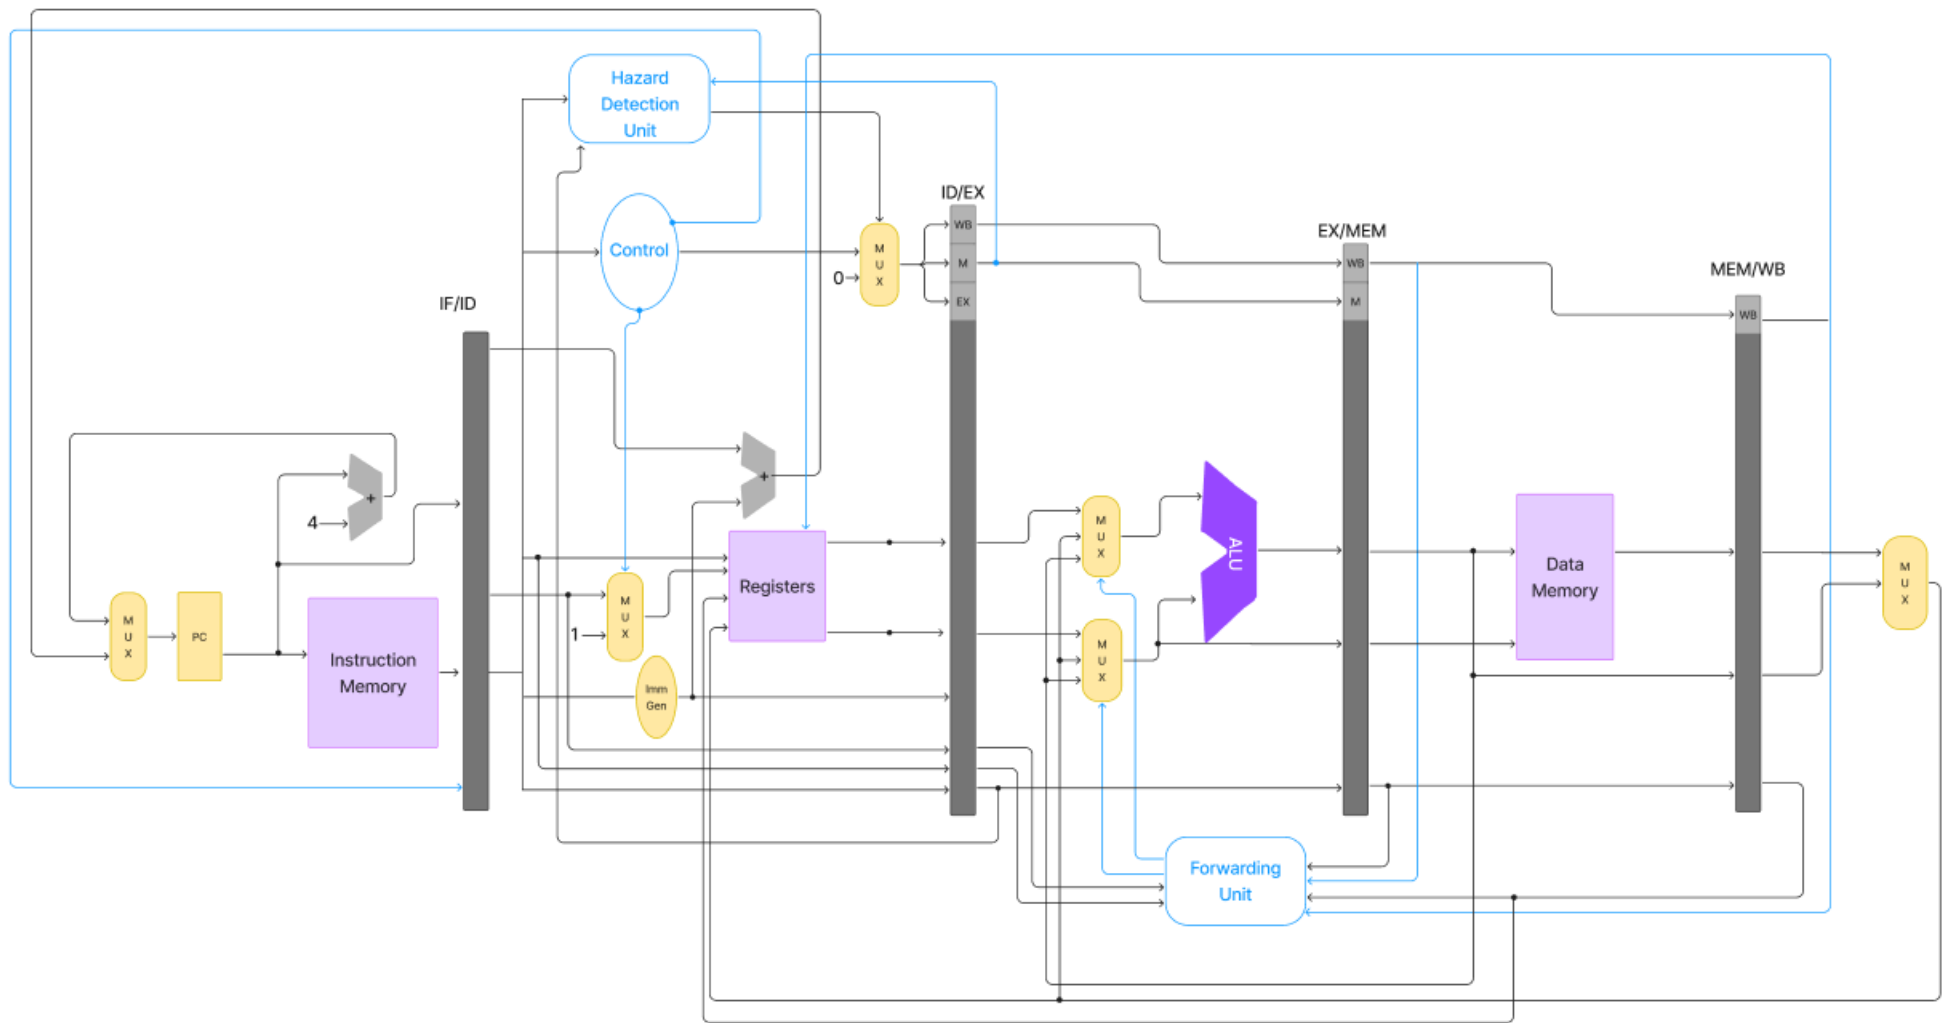 Hazard
Detection
Unit
ID/EX
WB
M
EX
Control
M
U
X
0
EX/MEM
WB
M
MEM/WB
WB
IF/ID
+
4
+
M
U
X
PC
Instruction
Memory
1
M
U
X
Imm
Gen
Registers
M
U
X
M
U
X
ALU
Data
Memory
M
U
X
Forwarding
Unit